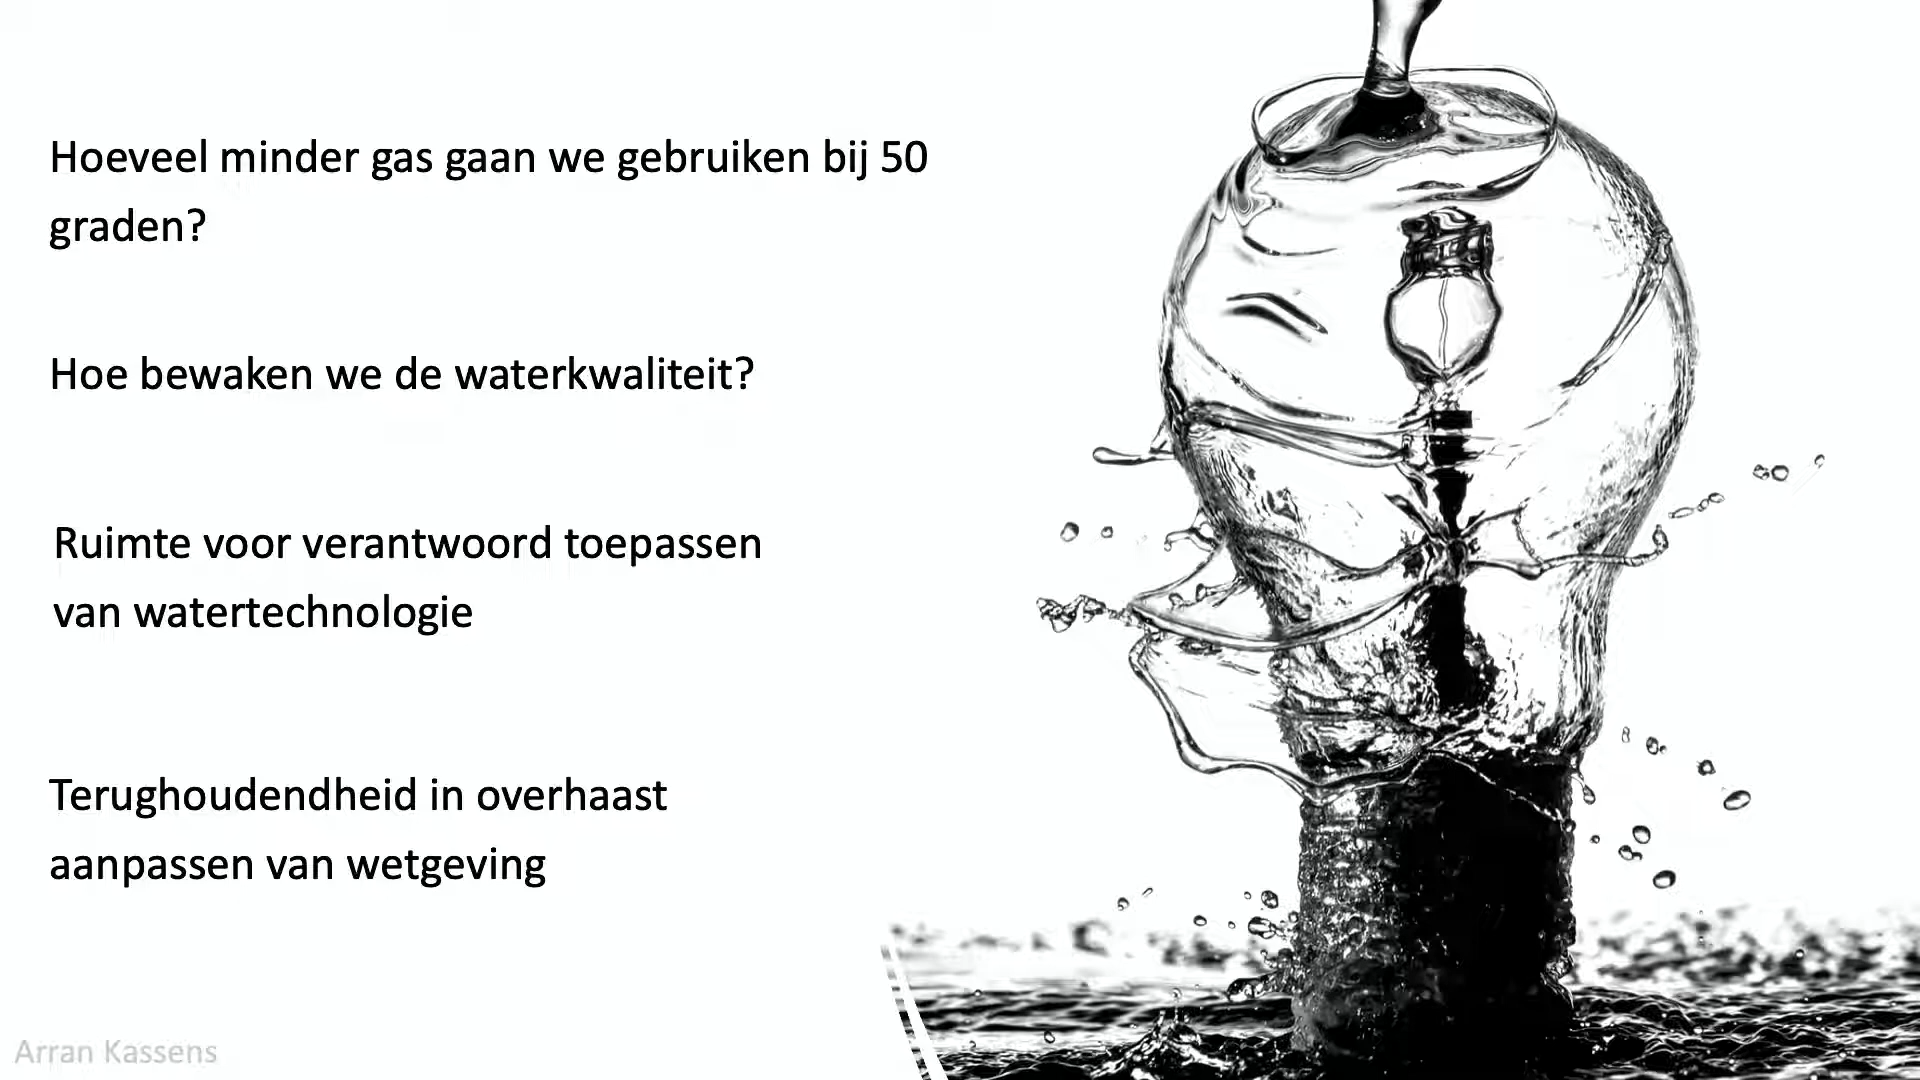 Hoeveel minder gas gaan we gebruiken bij 50
graden?
Hoe bewaken we de waterkwaliteit?
Ruimte voor verantwoord toepassen
van watertechnologie
Terughoudendheid in overhaast
aanpassen van wetgeving
Arran Kassens